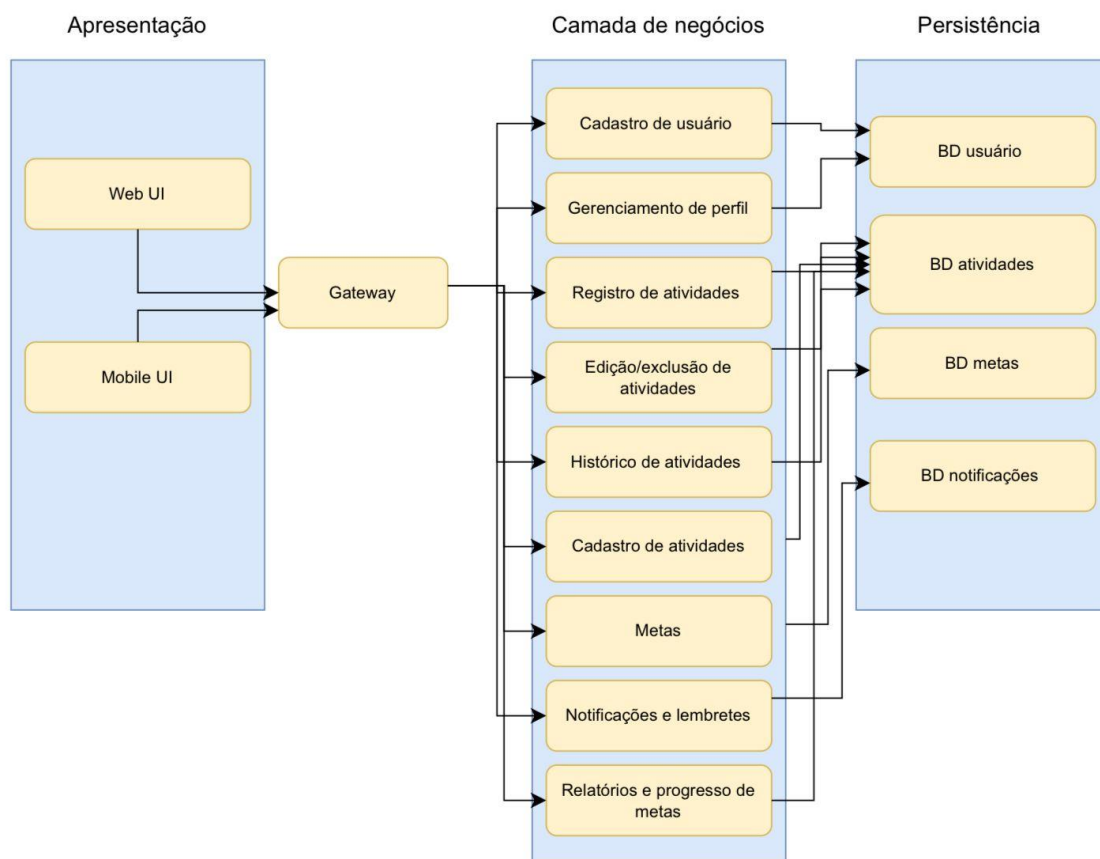 Apresentação
Camada de negócios
Persistência
Web UI
Mobile UI
Gateway
Cadastro de usuário
Gerenciamento de perfil
Registro de atividades
Edição/exclusão de
atividades
Histórico de atividades
Cadastro de atividades
Metas
Notificações e lembretes
Relatórios e progresso de
metas
BD usuário
BD atividades
BD metas
BD notificações